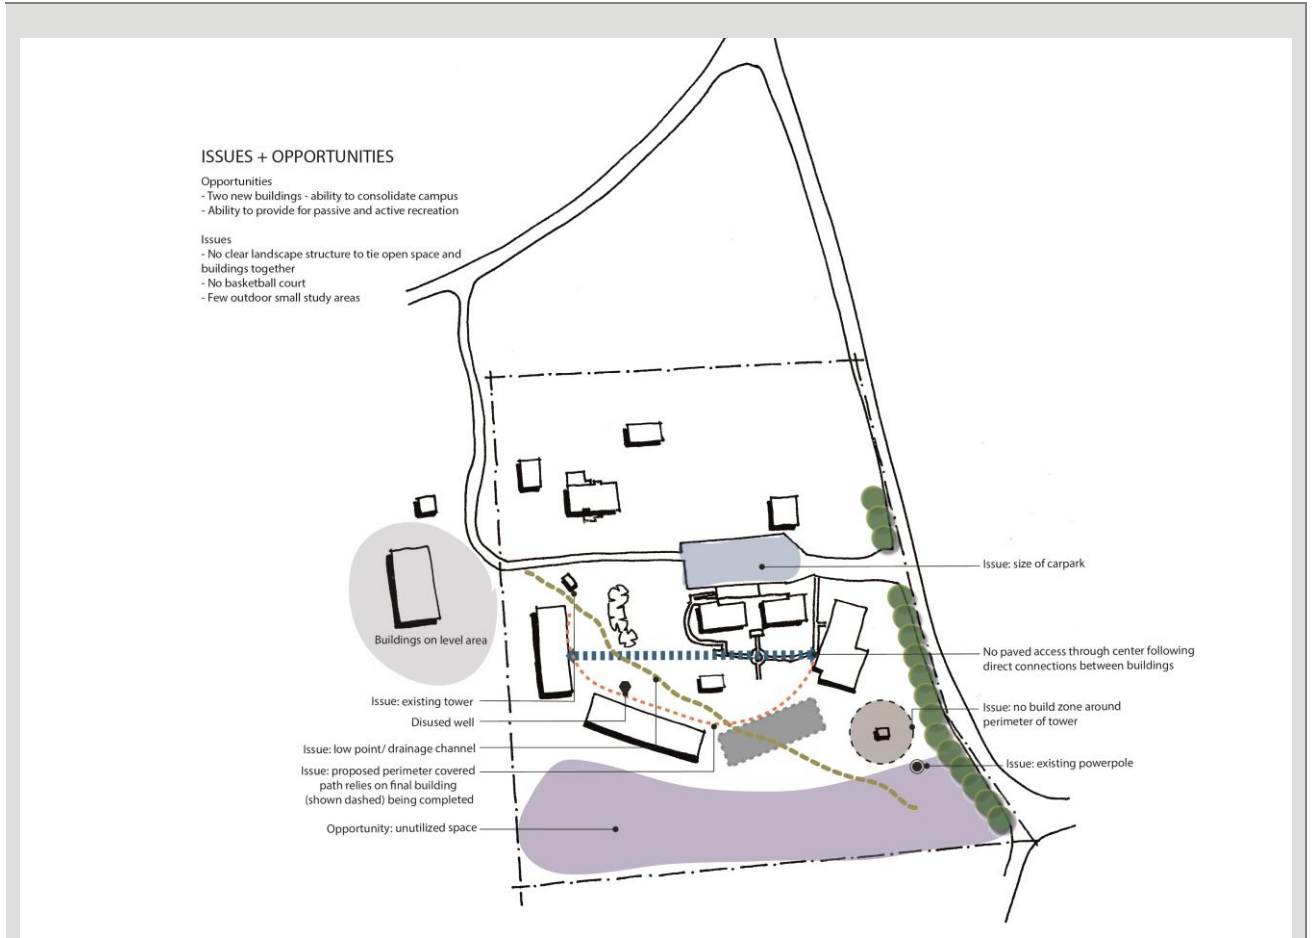 ISSUES + OPPORTUNITIES
Opportunities
- Two new buildings - ability to consolidate campus
- Ability to provide for passive and active recreation
Issues
- No clear landscape structure to tie open space and
buildings together
- No basketball court
- Few outdoor small study areas
Issue: size of carpark
Buildings on level area
No paved access through center following
direct connections between buildings
Issue: existing tower
Disused well
Issue: no build zone around
perimeter of tower
Issue: low point/ drainage channel
Issue: existing powerpole
Issue: proposed perimeter covered
path relies on final building
(shown dashed) being completed
Opportunity: unutilized space